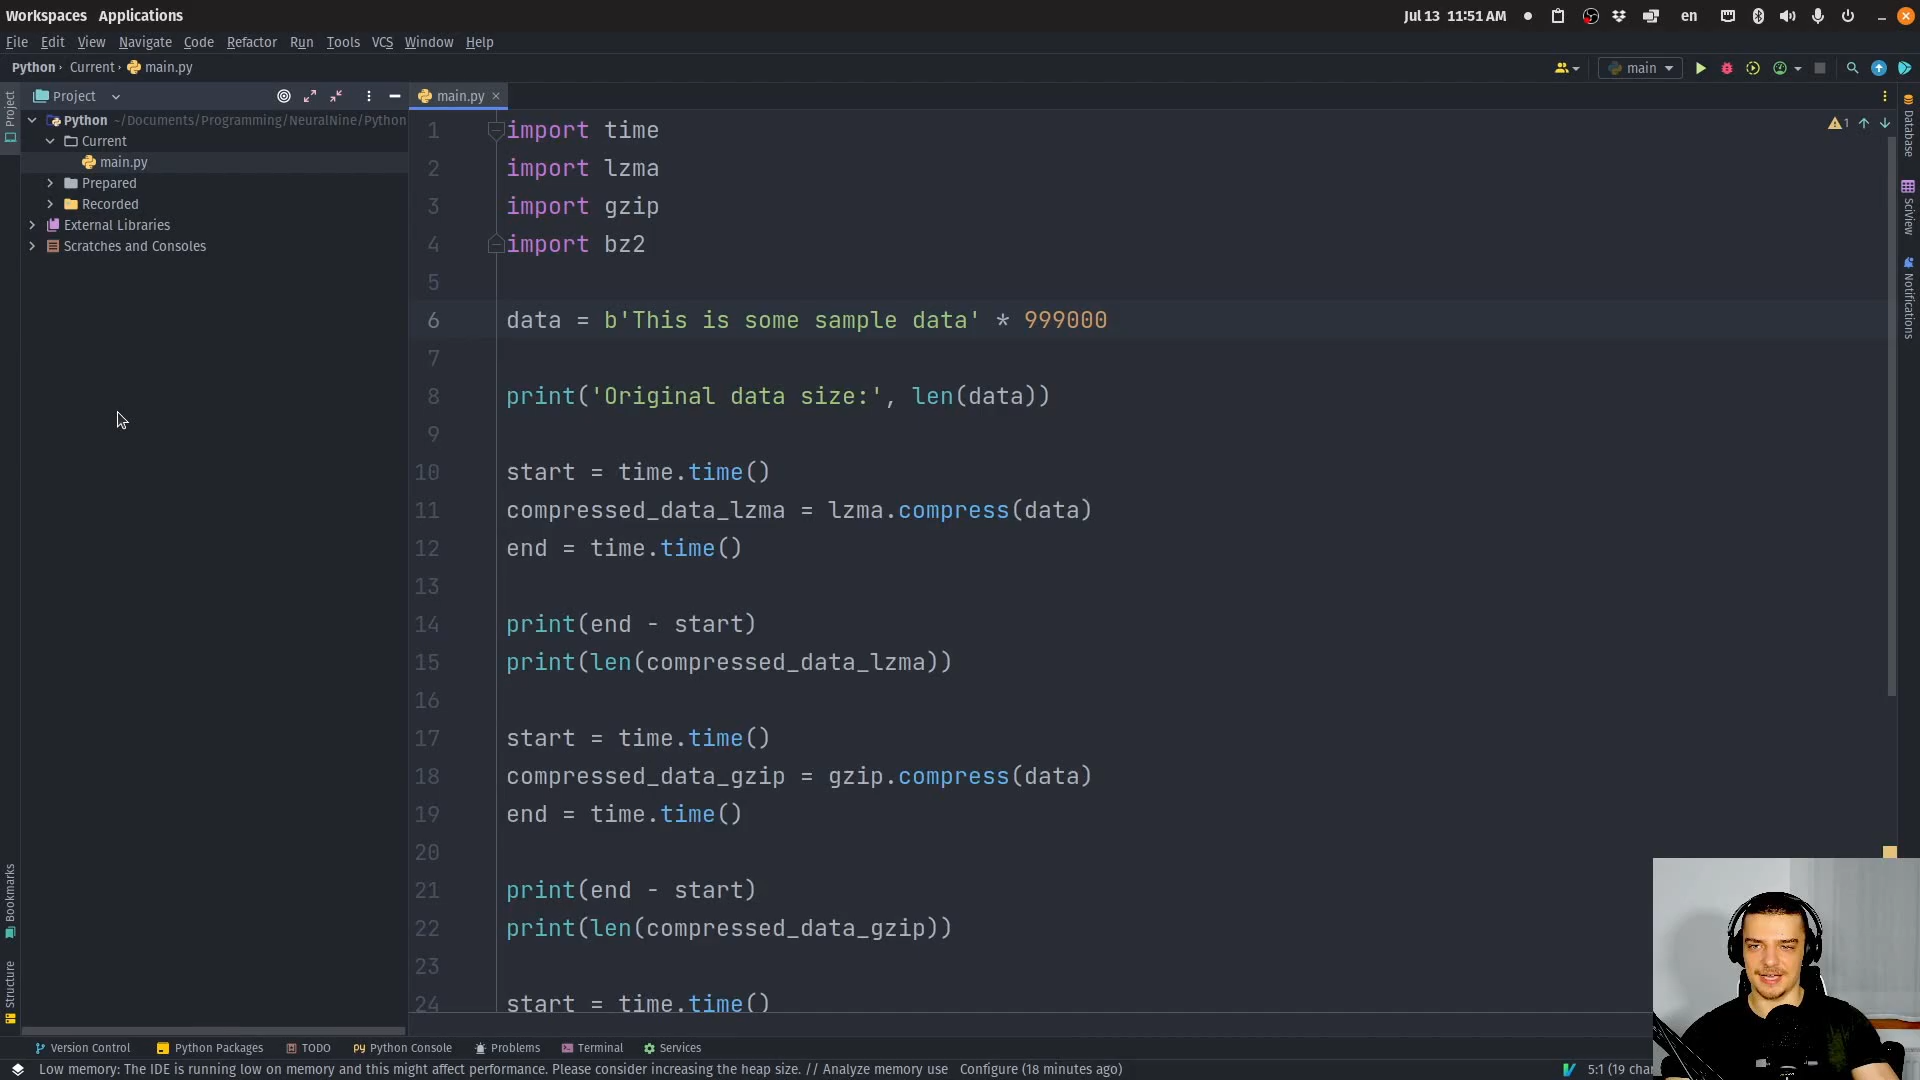 Workspaces Applications
Jul 13 11:51 AM
en
File Edit View Navigate Code Refactor Run Tools VCS Window Help
Python › Current › main.py
main
Project
Project
main.py
Python ~/Documents/Programming/NeuralNine/Python
Current
main.py
Prepared
Recorded
External Libraries
Scratches and Consoles
1
Database
SciView
Notifications
1 import time
2 import lzma
3 import gzip
4 import bz2
5
6 data = b'This is some sample data' * 999000
7
8 print('Original data size:', len(data))
9
10 start = time.time()
11 compressed_data_lzma = lzma.compress(data)
12 end = time.time()
13
14 print(end - start)
15 print(len(compressed_data_lzma))
16
17 start = time.time()
18 compressed_data_gzip = gzip.compress(data)
19 end = time.time()
20
21 print(end - start)
22 print(len(compressed_data_gzip))
23
24 start = time.time()
Bookmarks
Structure
Version Control Python Packages TODO Python Console Problems Terminal Services
Low memory: The IDE is running low on memory and this might affect performance. Please consider increasing the heap size. // Analyze memory use Configure (18 minutes ago)
5:1 (19 char